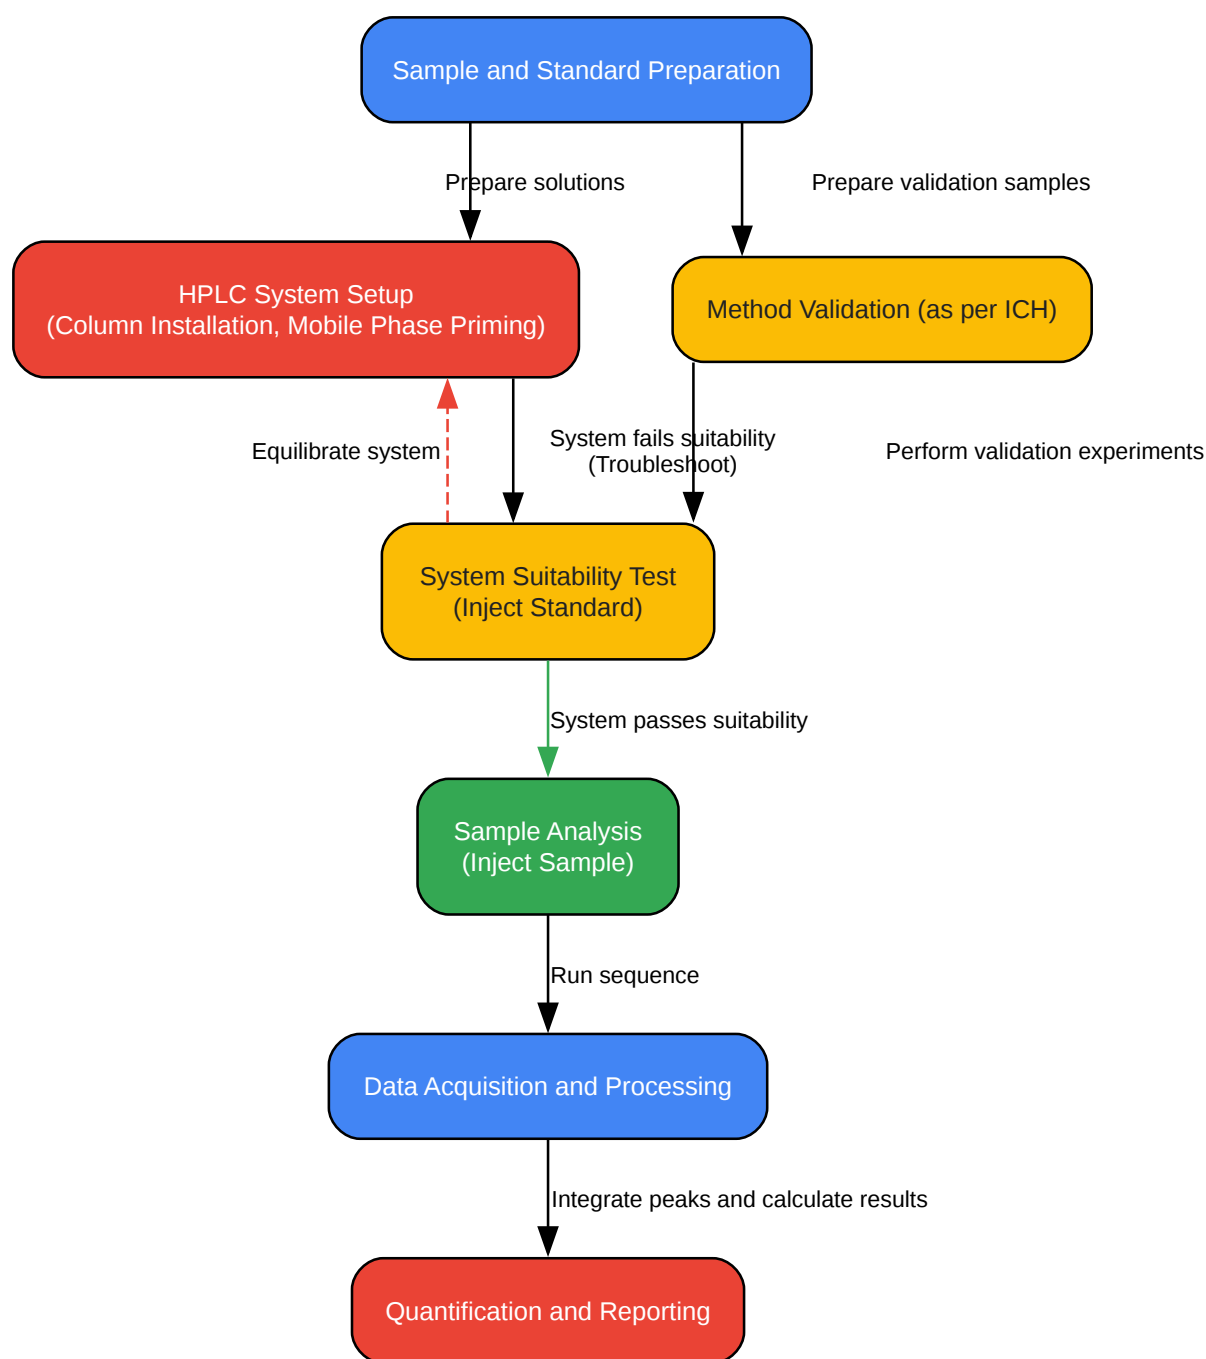 Sample and Standard Preparation
Prepare solutions
Prepare validation samples
HPLC System Setup
(Column Installation, Mobile Phase Priming)
Method Validation (as per ICH)
Equilibrate system
System fails suitability
(Troubleshoot)
Perform validation experiments
System Suitability Test
(Inject Standard)
System passes suitability
Sample Analysis
(Inject Sample)
Run sequence
Data Acquisition and Processing
Integrate peaks and calculate results
Quantification and Reporting